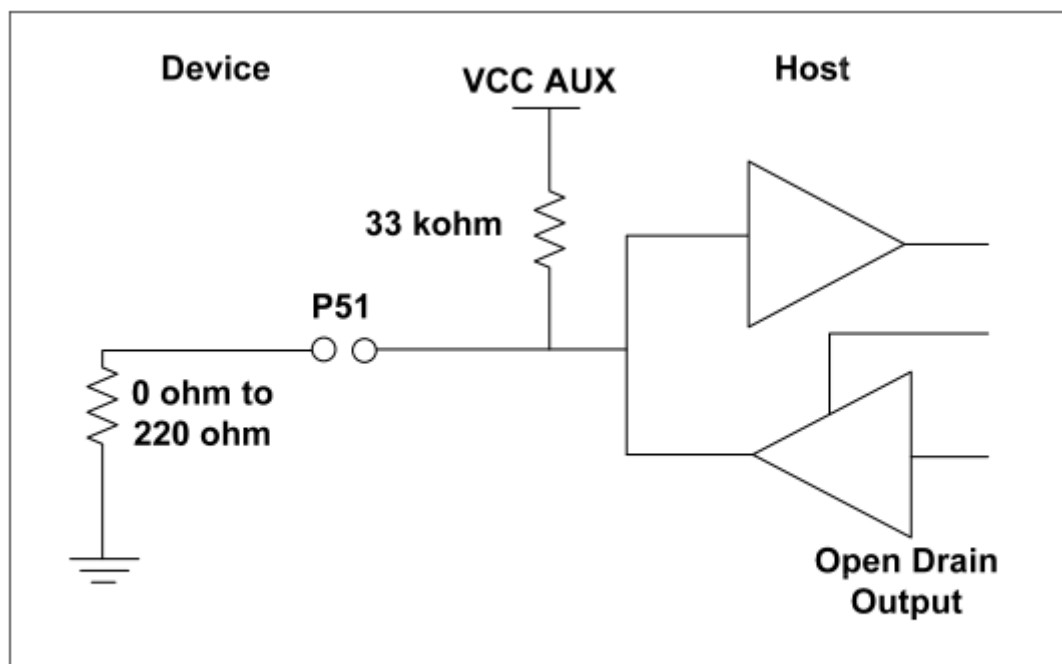 Device
VCC AUX
Host
33 kohm
P51
0 ohm to
220 ohm
Open Drain
Output